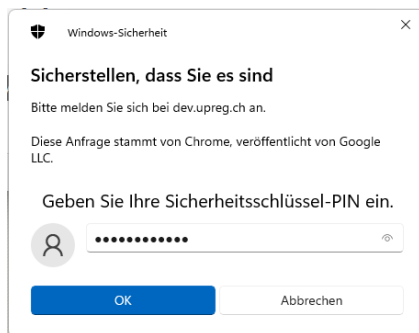 Windows-Sicherheit
Sicherstellen, dass Sie es sind
Bitte melden Sie sich bei dev.upreg.ch an.
Diese Anfrage stammt von Chrome, veröffentlicht von Google
LLC.
Geben Sie Ihre Sicherheitsschlüssel-PIN ein.
●●●●●●●●●●●●
OK
Abbrechen